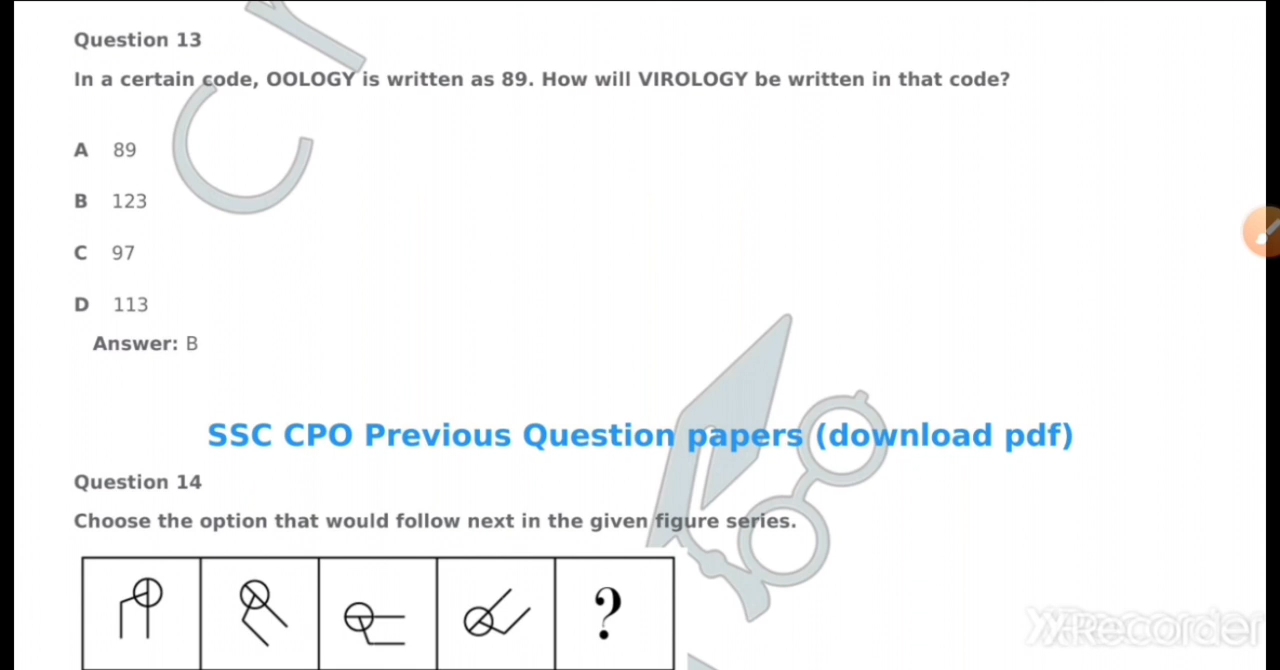 Question 13
In a certain code, OOLOGY is written as 89. How will VIROLOGY be written in that code?
A 89
B 123
C 97
D 113
Answer: B
SSC CPO Previous Question papers (download pdf)
Question 14
Choose the option that would follow next in the given figure series.
?
XRecorder